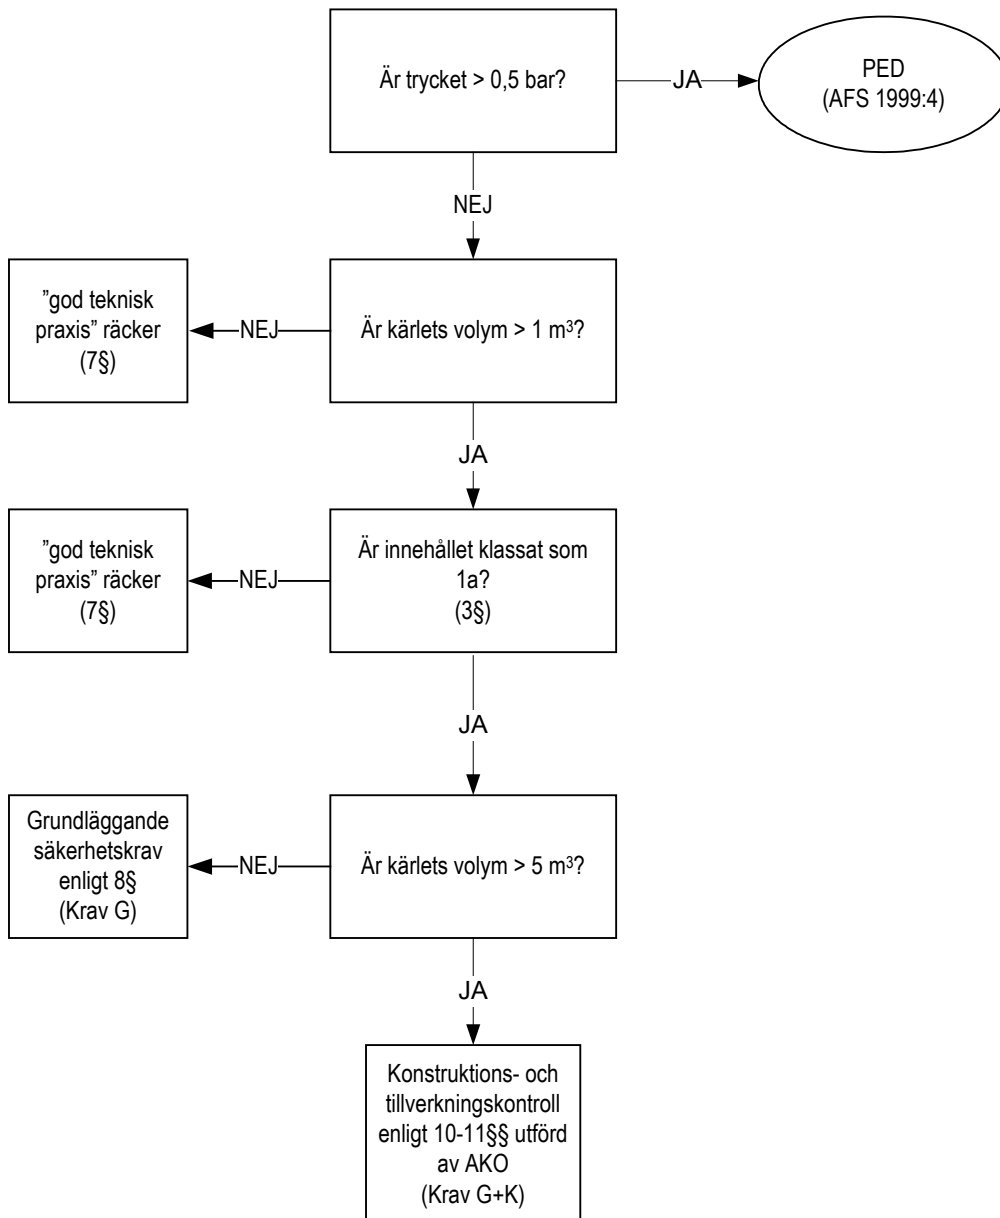 Är trycket > 0,5 bar?
JA
PED
(AFS 1999:4)
NEJ
”god teknisk
praxis” räcker
(7§)
NEJ
Är kärlets volym > 1 m³?
JA
”god teknisk
praxis” räcker
(7§)
NEJ
Är innehållet klassat som
1a?
(3§)
JA
Grundläggande
säkerhetskrav
enligt 8§
(Krav G)
NEJ
Är kärlets volym > 5 m³?
JA
Konstruktions- och
tillverkningskontroll
enligt 10-11§§ utförd
av AKO
(Krav G+K)